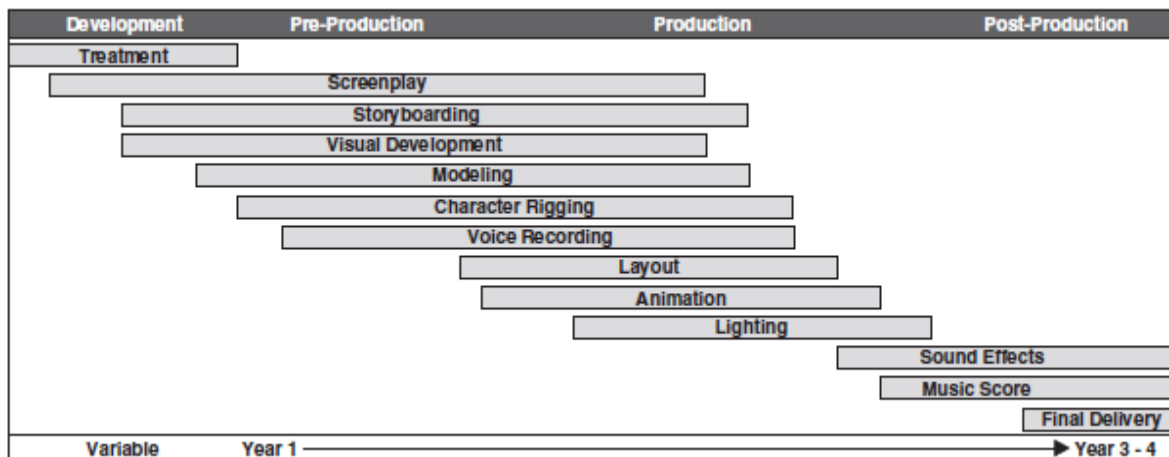 Development Pre-Production Production Post-Production
Treatment
Screenplay
Storyboarding
Visual Development
Modeling
Character Rigging
Voice Recording
Layout
Animation
Lighting
Sound Effects
Music Score
Final Delivery
Variable Year 1 Year 3 - 4